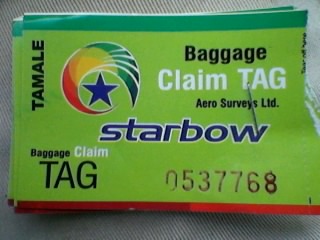 TAMALE
Baggage
Claim TAG
Aero Surveys Ltd.
starbow
Baggage Claim
TAG
0537768